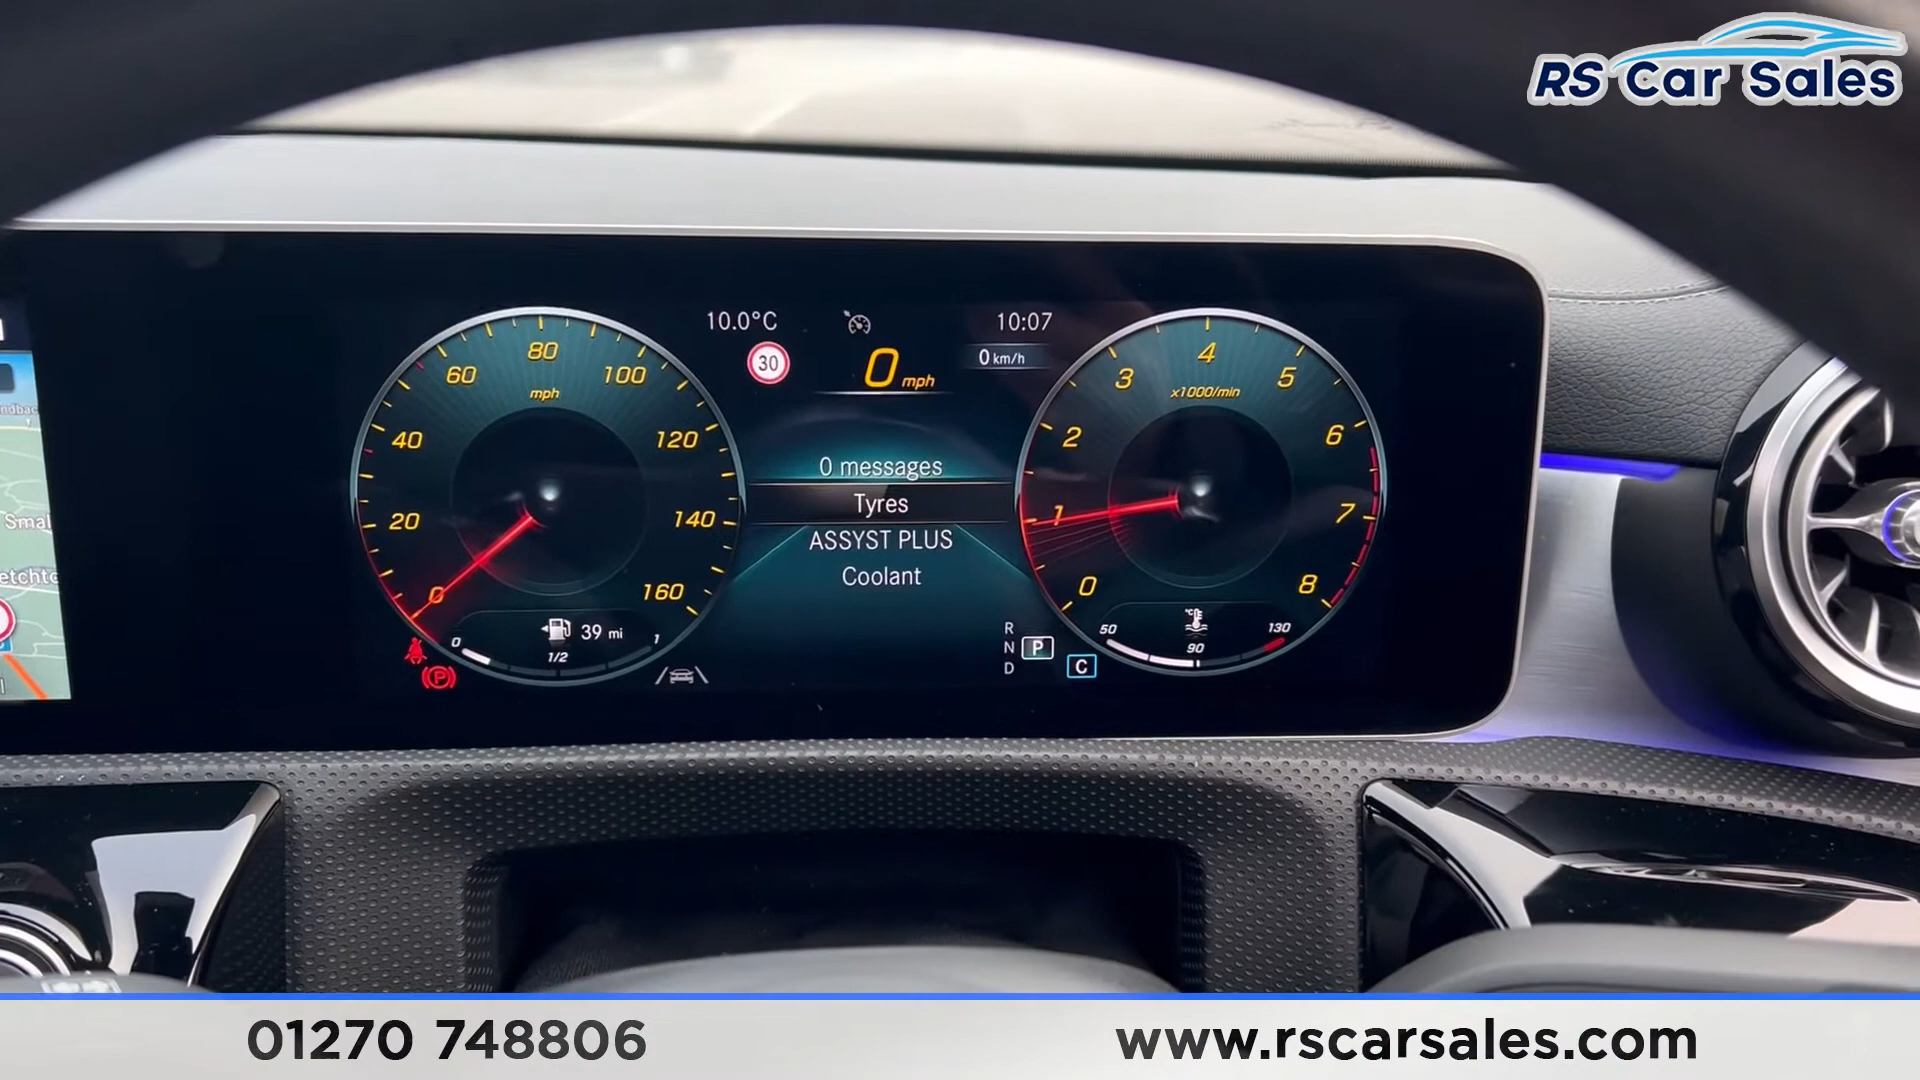 RS Car Sales
10.0°C
10:07
30
0 mph
0 km/h
0 messages
Tyres
ASSYST PLUS
Coolant
0
20
40
60
80
100
120
140
160
mph
0
1/2
1
39 mi
P
0
1
2
3
4
5
6
7
8
x1000/min
50
90
130
°C
R
N
D
P
C
Smal
etchto
01270 748806
www.rscarsales.com